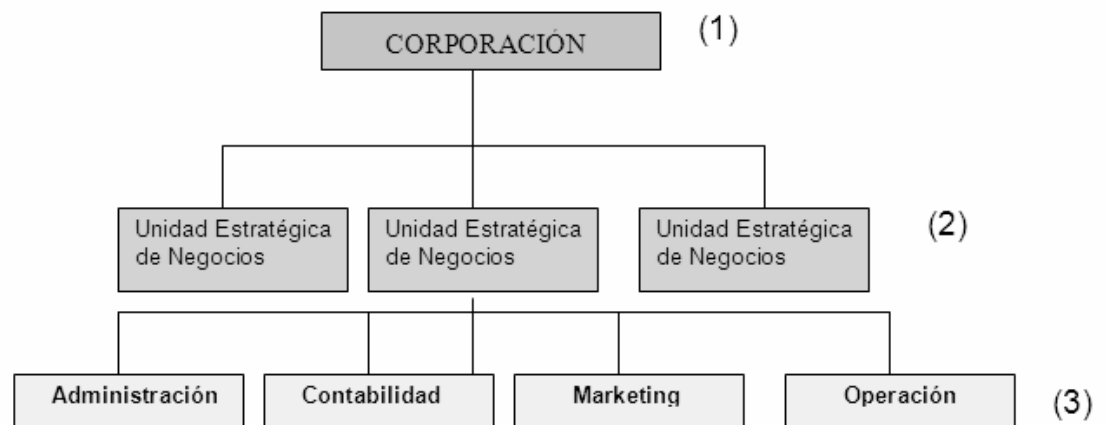 CORPORACIÓN
(1)
Unidad Estratégica
de Negocios
Unidad Estratégica
de Negocios
Unidad Estratégica
de Negocios
(2)
Administración
Contabilidad
Marketing
Operación
(3)